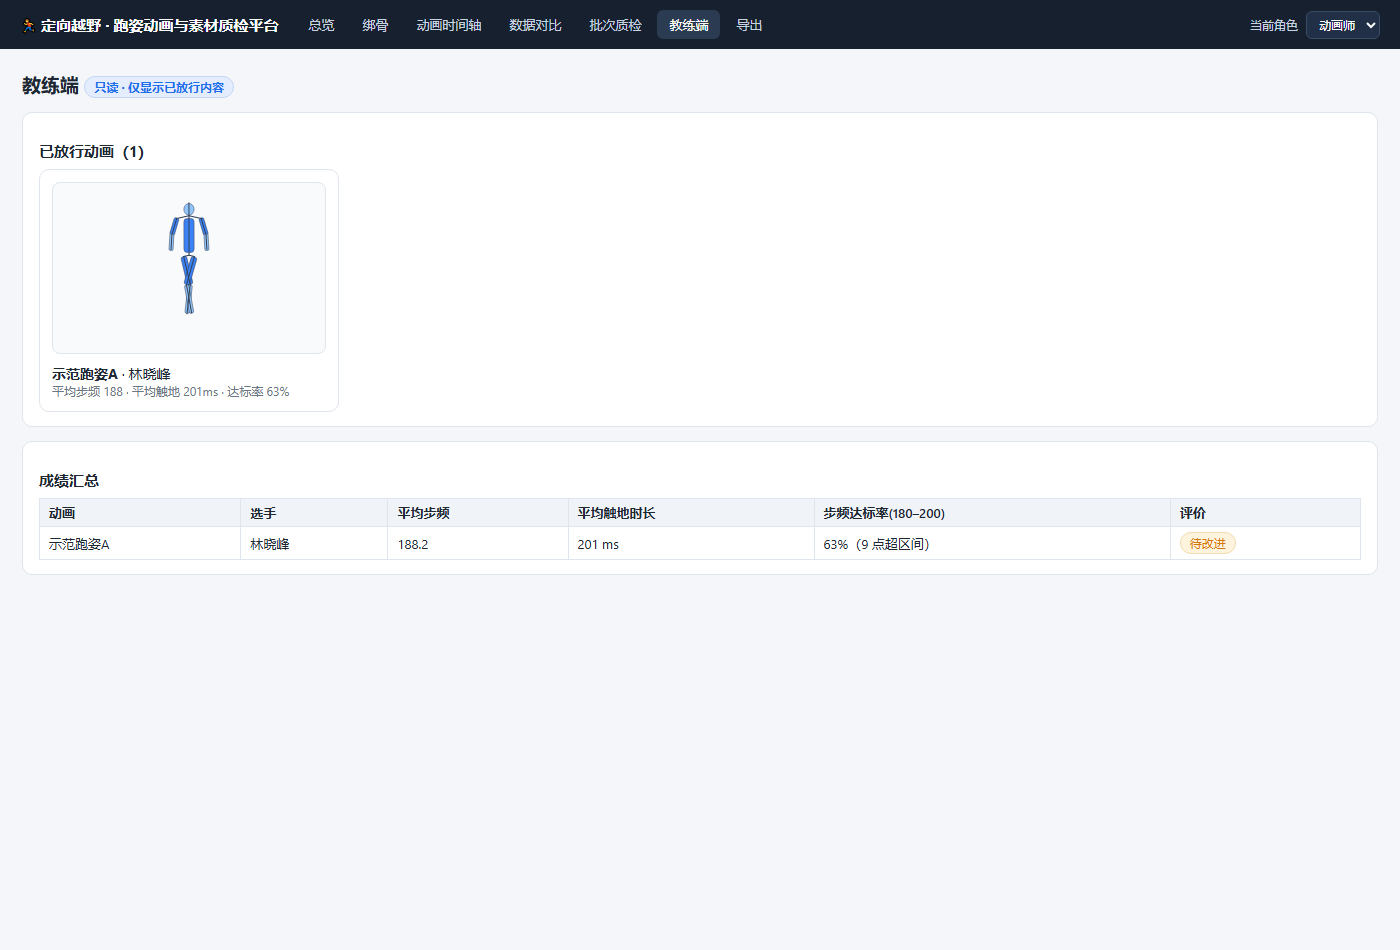 定向越野 · 跑姿动画与素材质检平台 总览 绑骨 动画时间轴 数据对比 批次质检 教练端 导出 当前角色 动画师
教练端 只读 · 仅显示已放行内容
已放行动画（1）
示范跑姿A · 林晓峰
平均步频 188 · 平均触地 201ms · 达标率 63%
成绩汇总
动画 选手 平均步频 平均触地时长 步频达标率(180–200) 评价
示范跑姿A 林晓峰 188.2 201 ms 63%（9 点超区间） 待改进